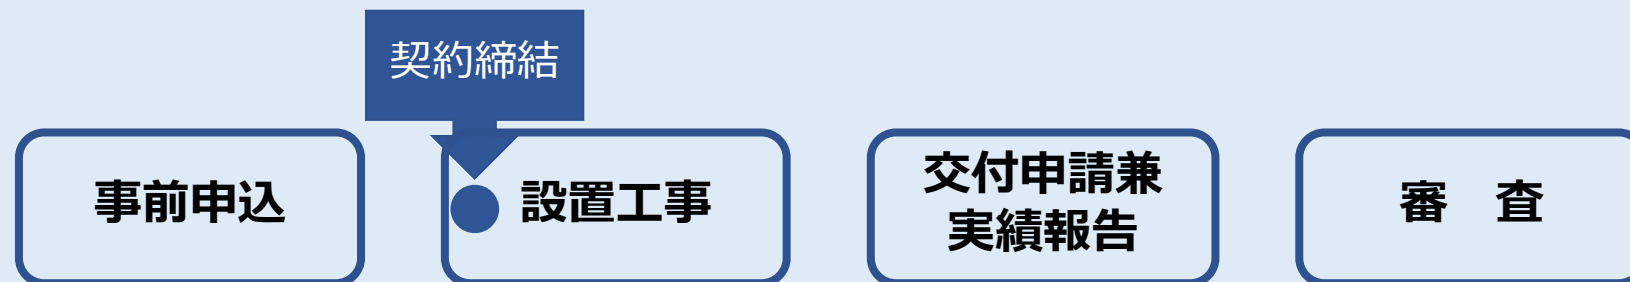 契約締結
事前申込
設置工事
交付申請兼
実績報告
審　査